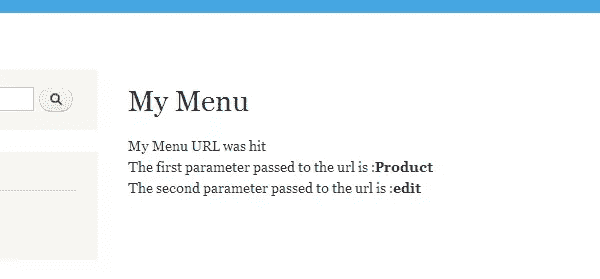 My Menu
My Menu URL was hit
The first parameter passed to the url is :Product
The second parameter passed to the url is :edit